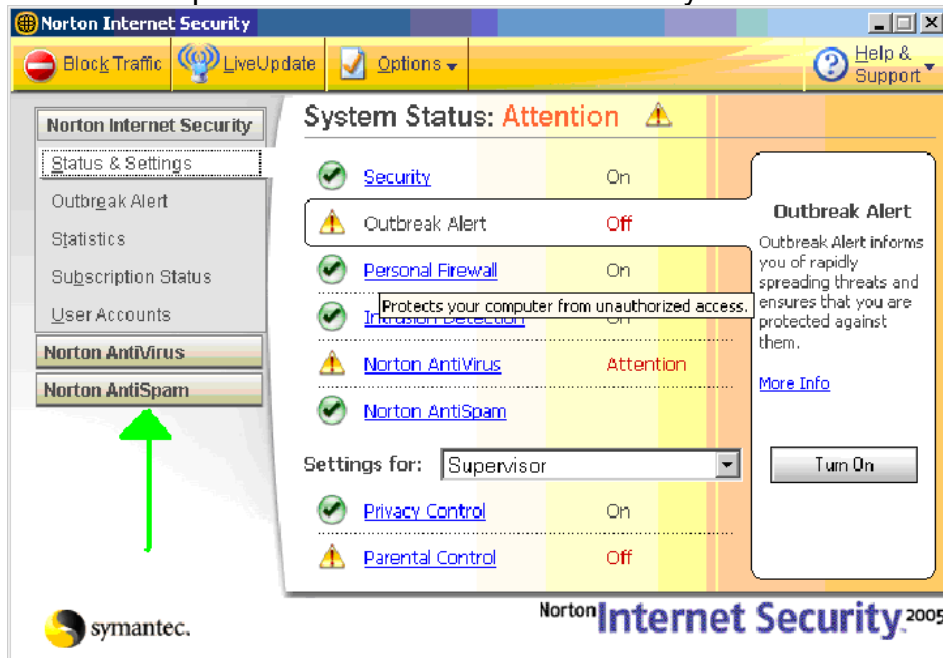 Norton Internet Security
Block Traffic
LiveUpdate
Options
Help &
Support
Norton Internet Security
Status & Settings
Outbreak Alert
Statistics
Subscription Status
User Accounts
Norton AntiVirus
Norton AntiSpam
System Status: Attention
Security On
Outbreak Alert Off
Personal Firewall On
Protects your computer from unauthorized access.
Norton AntiVirus Attention
Norton AntiSpam
Settings for: Supervisor
Privacy Control On
Parental Control Off
Outbreak Alert
Outbreak Alert informs
you of rapidly
spreading threats and
ensures that you are
protected against
them.
More Info
Turn On
symantec.
Norton Internet Security 2005